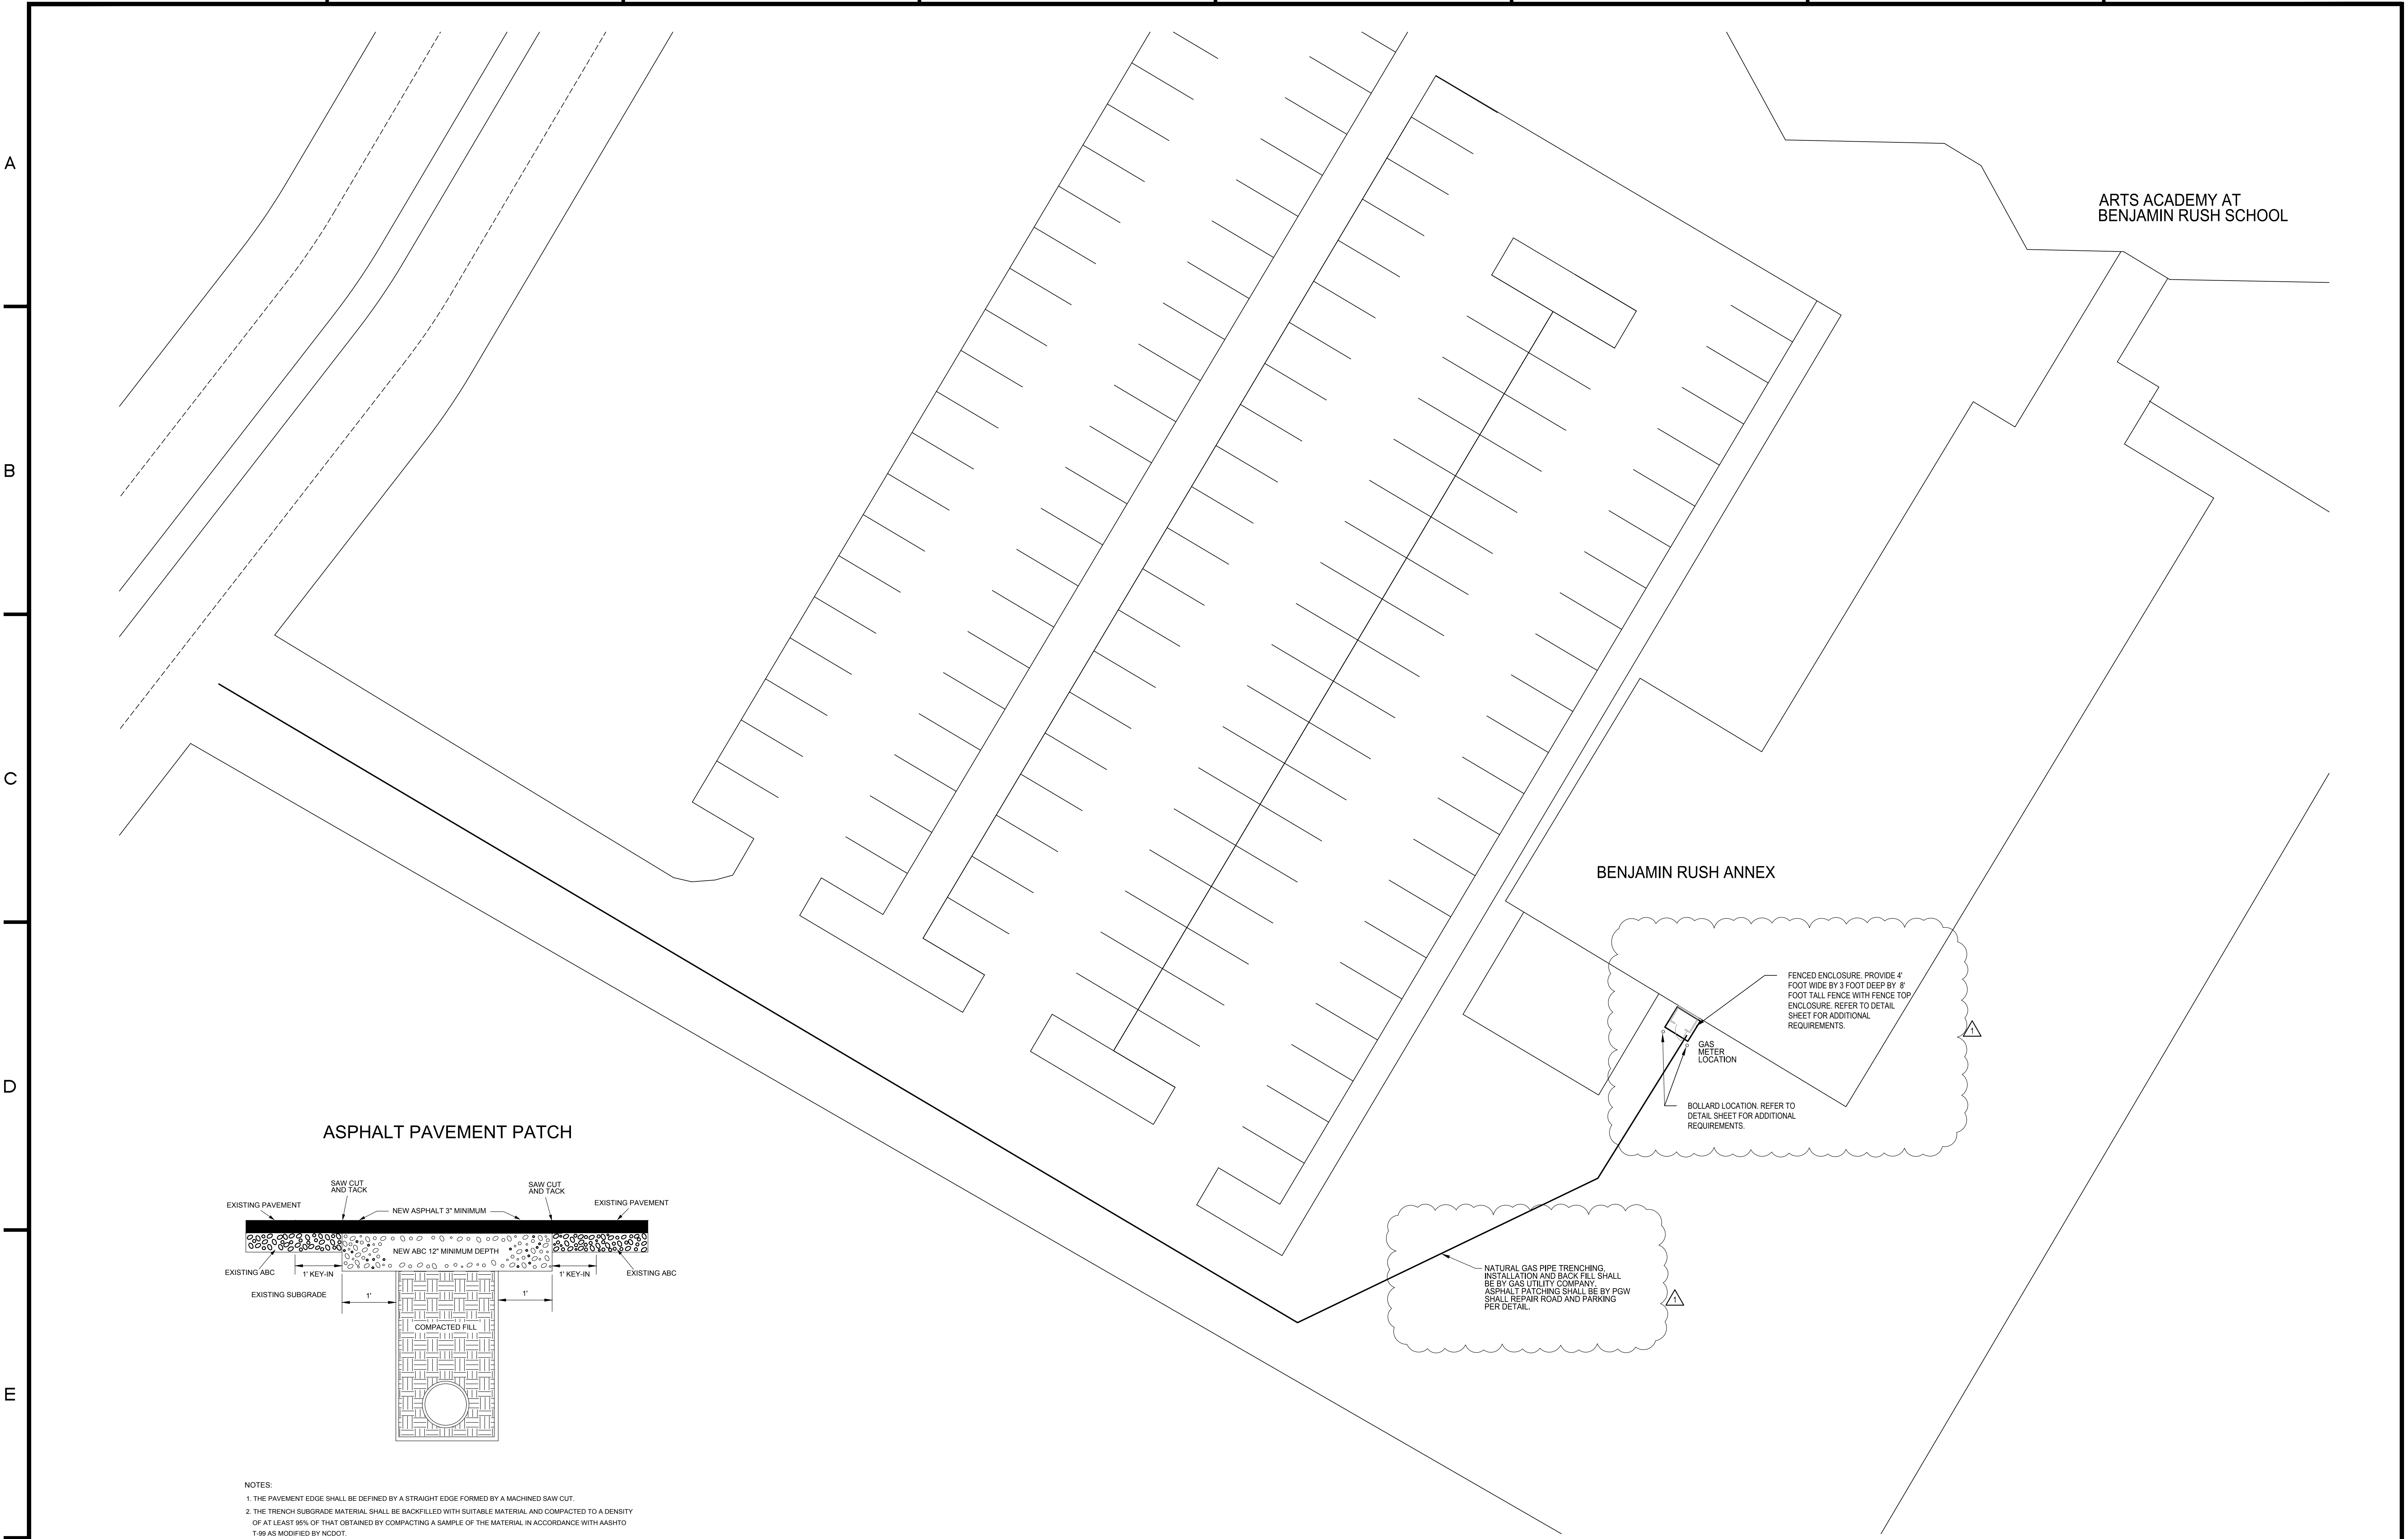 A
B
C
D
E
ARTS ACADEMY AT
BENJAMIN RUSH SCHOOL
BENJAMIN RUSH ANNEX
FENCED ENCLOSURE. PROVIDE 4'
FOOT WIDE BY 3 FOOT DEEP BY 8'
FOOT TALL FENCE WITH FENCE TOP
ENCLOSURE. REFER TO DETAIL
SHEET FOR ADDITIONAL
REQUIREMENTS.
1
GAS
METER
LOCATION
BOLLARD LOCATION. REFER TO
DETAIL SHEET FOR ADDITIONAL
REQUIREMENTS.
NATURAL GAS PIPE TRENCHING,
INSTALLATION AND BACK FILL SHALL
BE BY GAS UTILITY COMPANY.
ASPHALT PATCHING SHALL BE BY PGW
SHALL REPAIR ROAD AND PARKING
PER DETAIL.
1
ASPHALT PAVEMENT PATCH
SAW CUT
AND TACK
SAW CUT
AND TACK
EXISTING PAVEMENT
EXISTING PAVEMENT
NEW ASPHALT 3" MINIMUM
NEW ABC 12" MINIMUM DEPTH
EXISTING ABC
1' KEY-IN
1' KEY-IN
EXISTING ABC
EXISTING SUBGRADE
1'
1'
COMPACTED FILL
NOTES:
1. THE PAVEMENT EDGE SHALL BE DEFINED BY A STRAIGHT EDGE FORMED BY A MACHINED SAW CUT.
2. THE TRENCH SUBGRADE MATERIAL SHALL BE BACKFILLED WITH SUITABLE MATERIAL AND COMPACTED TO A DENSITY
OF AT LEAST 95% OF THAT OBTAINED BY COMPACTING A SAMPLE OF THE MATERIAL IN ACCORDANCE WITH AASHTO
T-99 AS MODIFIED BY NCDOT.